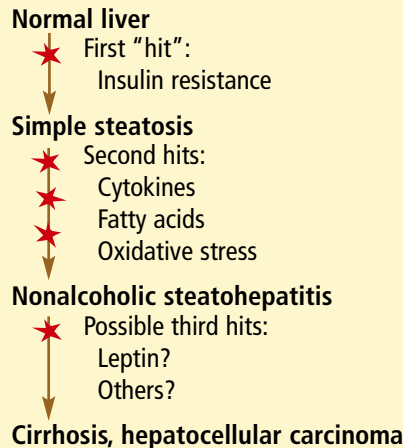 Normal liver
First “hit”:
Insulin resistance
Simple steatosis
Second hits:
Cytokines
Fatty acids
Oxidative stress
Nonalcoholic steatohepatitis
Possible third hits:
Leptin?
Others?
Cirrhosis, hepatocellular carcinoma